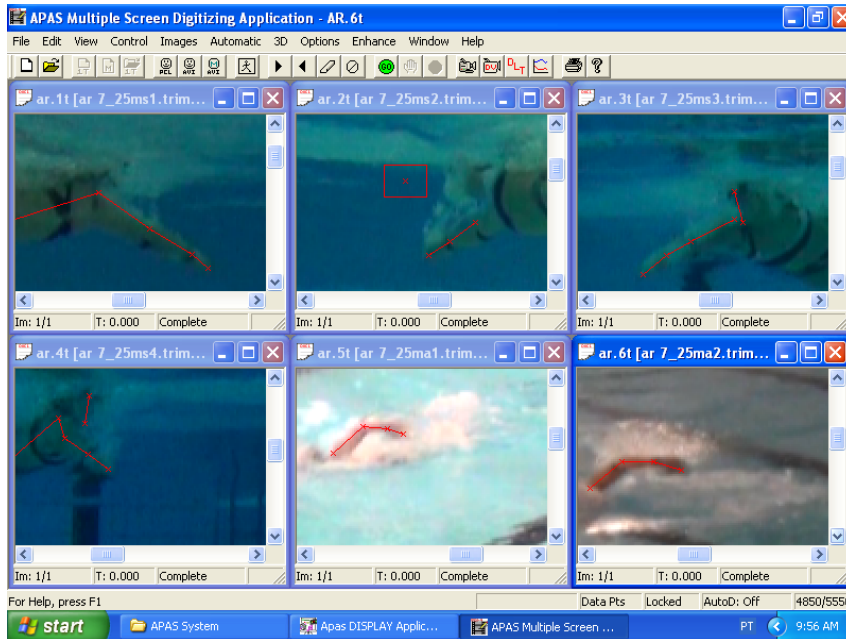 APAS Multiple Screen Digitizing Application - AR.6t
File Edit View Control Images Automatic 3D Options Enhance Window Help
ar.1t [ar 7_25ms1.trim...
ar.2t [ar 7_25ms2.trim...
ar.3t [ar 7_25ms3.trim...
Im: 1/1 T: 0.000 Complete
Im: 1/1 T: 0.000 Complete
Im: 1/1 T: 0.000 Complete
ar.4t [ar 7_25ms4.trim...
ar.5t [ar 7_25ma1.trim...
ar.6t [ar 7_25ma2.trim...
Im: 1/1 T: 0.000 Complete
Im: 1/1 T: 0.000 Complete
Im: 1/1 T: 0.000 Complete
For Help, press F1 Data Pts Locked AutoD: Off 4850/555
start APAS System Apas DISPLAY Applic... APAS Multiple Screen ... PT 9:56 AM